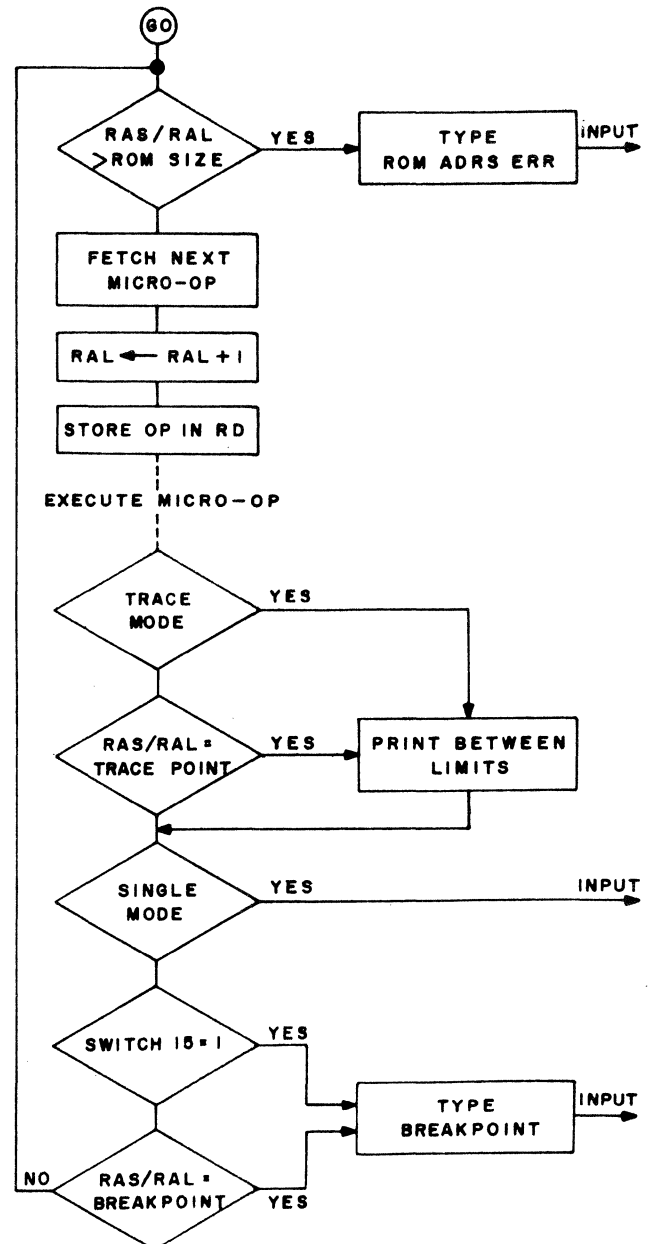 GO
RAS/RAL
>ROM SIZE
YES
TYPE
ROM ADRS ERR
INPUT
FETCH NEXT
MICRO-OP
RAL ← RAL + 1
STORE OP IN RD
EXECUTE MICRO-OP
TRACE
MODE
YES
RAS/RAL =
TRACE POINT
YES
PRINT BETWEEN
LIMITS
SINGLE
MODE
YES
INPUT
SWITCH 15 = 1
YES
TYPE
BREAKPOINT
INPUT
NO
RAS/RAL =
BREAKPOINT
YES